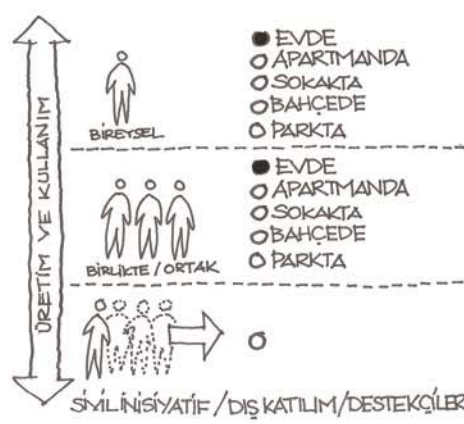 ÜRETİM VE KULLANIM
BİREYSEL
EVDE
APARTMANDA
SOKAKTA
BAHÇEDE
PARKTA
BİRLİKTE / ORTAK
EVDE
APARTMANDA
SOKAKTA
BAHÇEDE
PARKTA
SİVİL İNİSİYATİF / DIŞ KATILIM / DESTEKÇİLER